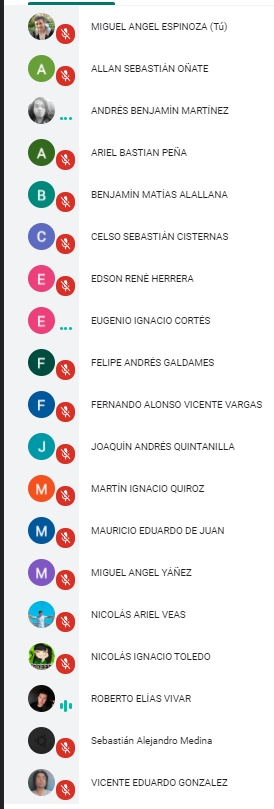 MIGUEL ANGEL ESPINOZA (Tú)
A ALLAN SEBASTIÁN OÑATE
ANDRÉS BENJAMÍN MARTÍNEZ
A ARIEL BASTIAN PEÑA
B BENJAMÍN MATÍAS ALALLANA
C CELSO SEBASTIÁN CISTERNAS
E EDSON RENÉ HERRERA
E EUGENIO IGNACIO CORTÉS
F FELIPE ANDRÉS GALDAMES
F FERNANDO ALONSO VICENTE VARGAS
J JOAQUÍN ANDRÉS QUINTANILLA
M MARTÍN IGNACIO QUIROZ
M MAURICIO EDUARDO DE JUAN
M MIGUEL ANGEL YÁÑEZ
NICOLÁS ARIEL VEAS
NICOLÁS IGNACIO TOLEDO
ROBERTO ELÍAS VIVAR
Sebastián Alejandro Medina
VICENTE EDUARDO GONZALEZ